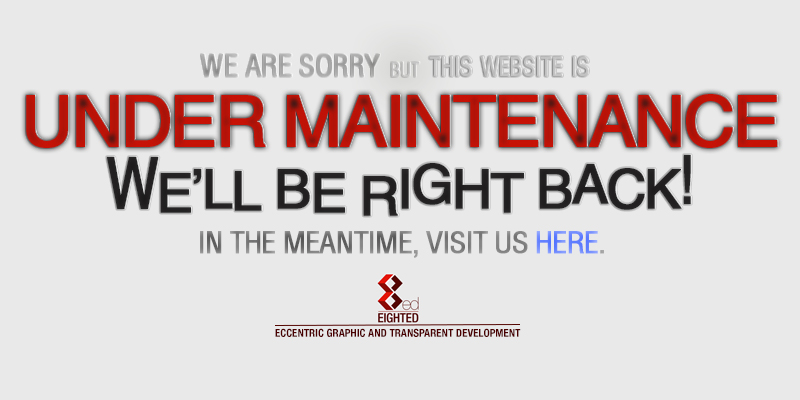 WE ARE SORRY BUT THIS WEBSITE IS
UNDER MAINTENANCE
WE'LL BE RIGHT BACK!
IN THE MEANTIME, VISIT US HERE.
8ed
EIGHTED
ECCENTRIC GRAPHIC AND TRANSPARENT DEVELOPMENT